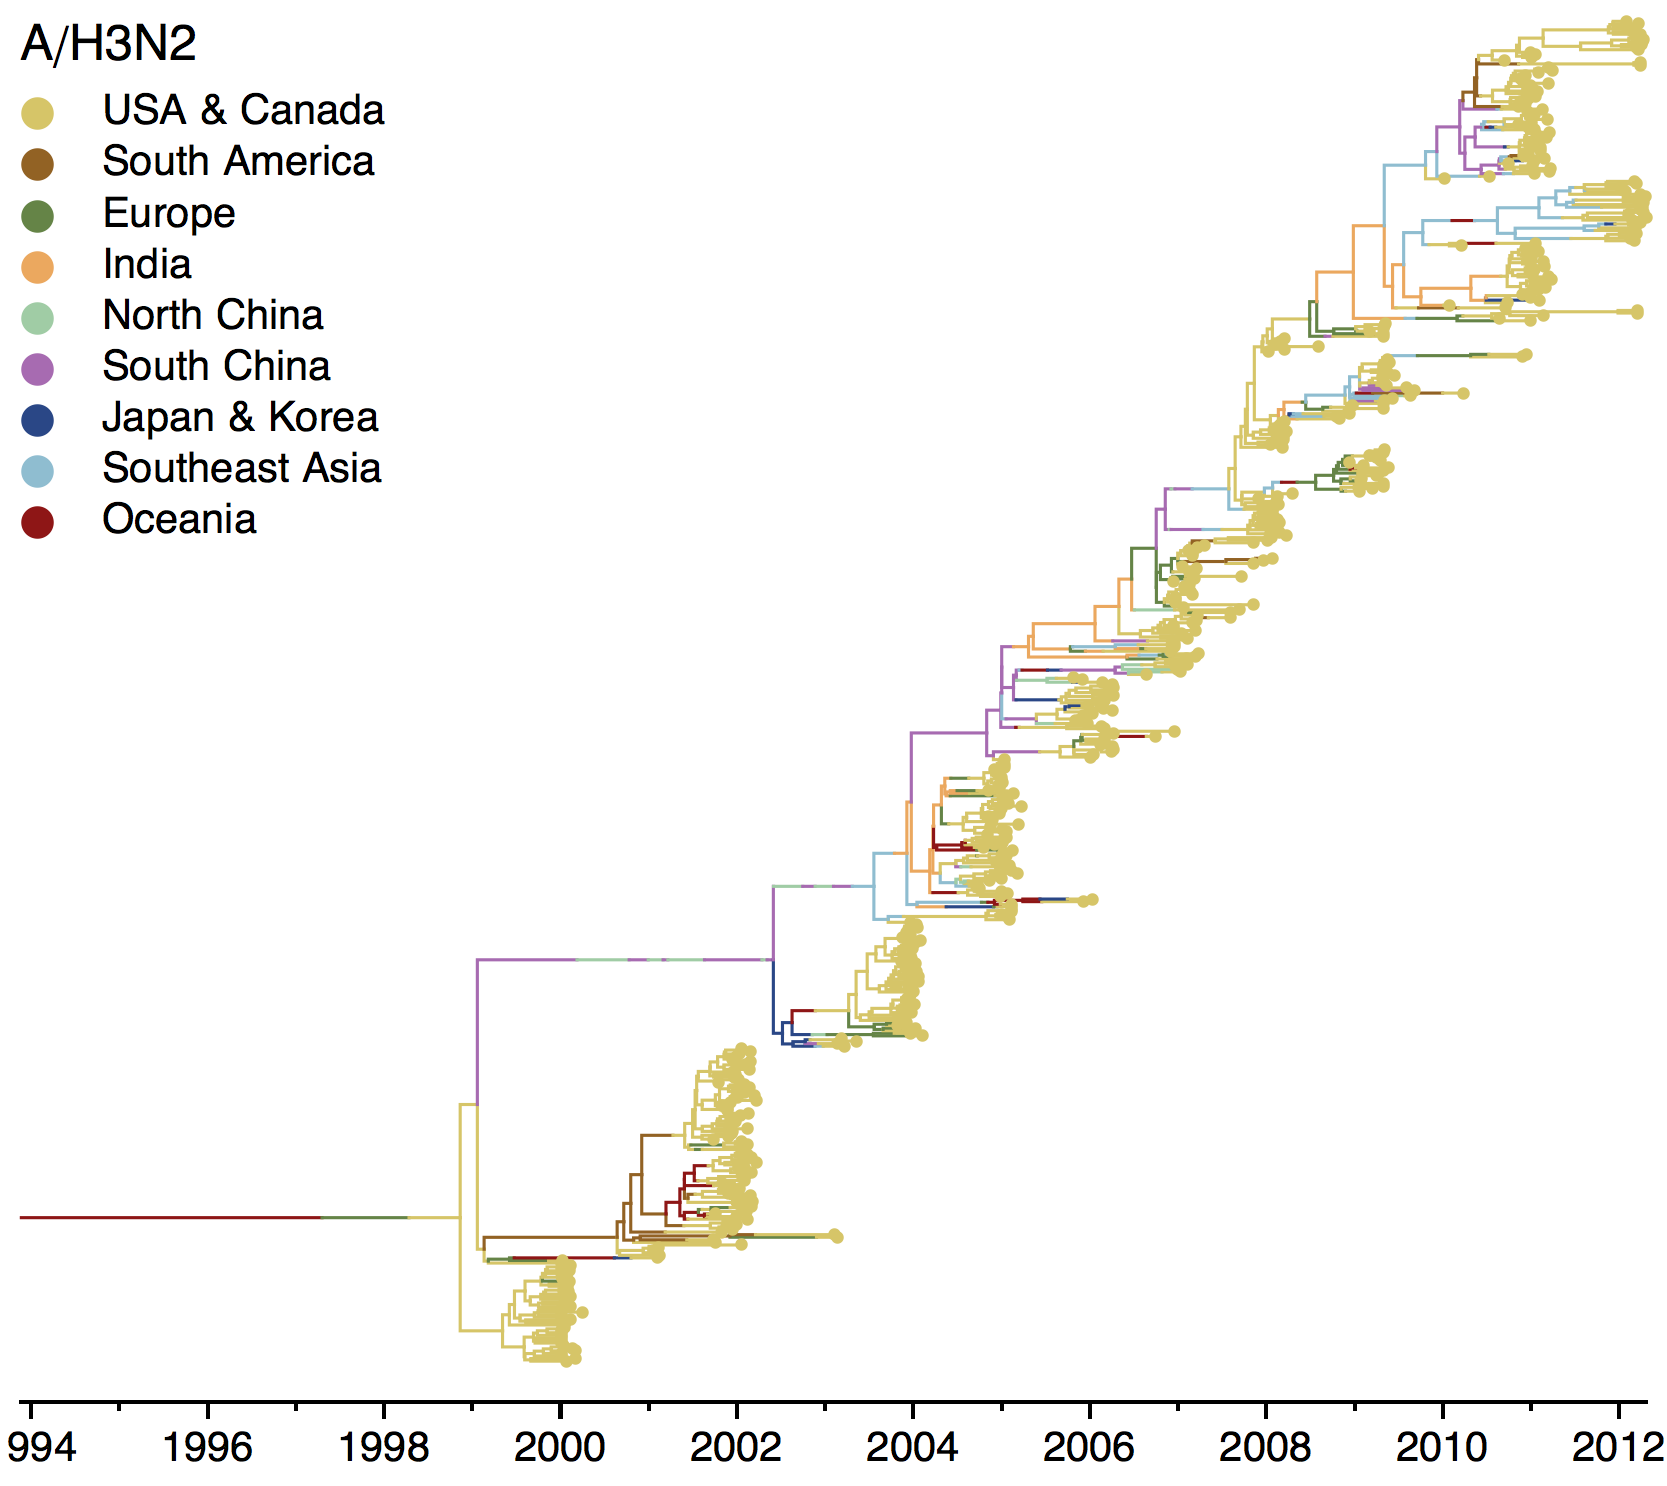 A/H3N2
USA & Canada
South America
Europe
India
North China
South China
Japan & Korea
Southeast Asia
Oceania
994 1996 1998 2000 2002 2004 2006 2008 2010 2012